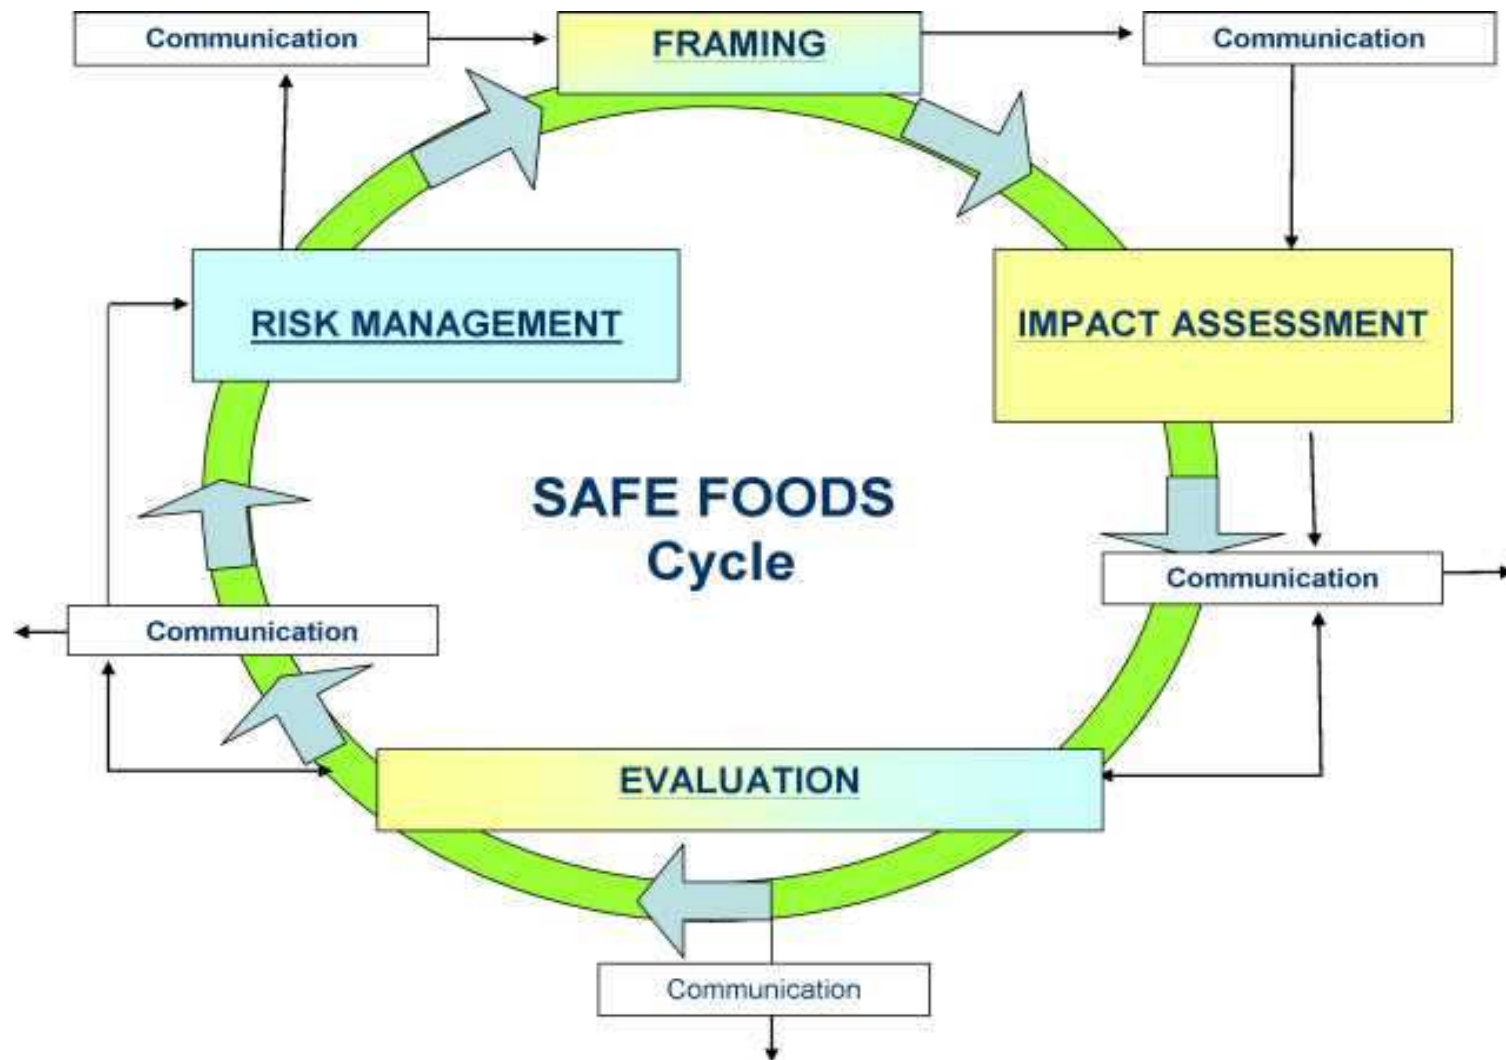 Communication
FRAMING
Communication
RISK MANAGEMENT
IMPACT ASSESSMENT
SAFE FOODS
Cycle
Communication
Communication
EVALUATION
Communication